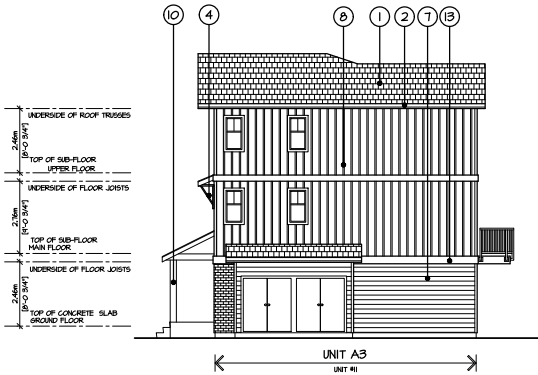 10 4 8 1 2 7 13
UNDERSIDE OF ROOF TRUSSES
2.46m
[8'-0 3/4"]
TOP OF SUB-FLOOR
UPPER FLOOR
UNDERSIDE OF FLOOR JOISTS
2.76m
[9'-0 3/4"]
TOP OF SUB-FLOOR
MAIN FLOOR
UNDERSIDE OF FLOOR JOISTS
2.46m
[8'-0 3/4"]
TOP OF CONCRETE SLAB
GROUND FLOOR
UNIT A3
UNIT #11